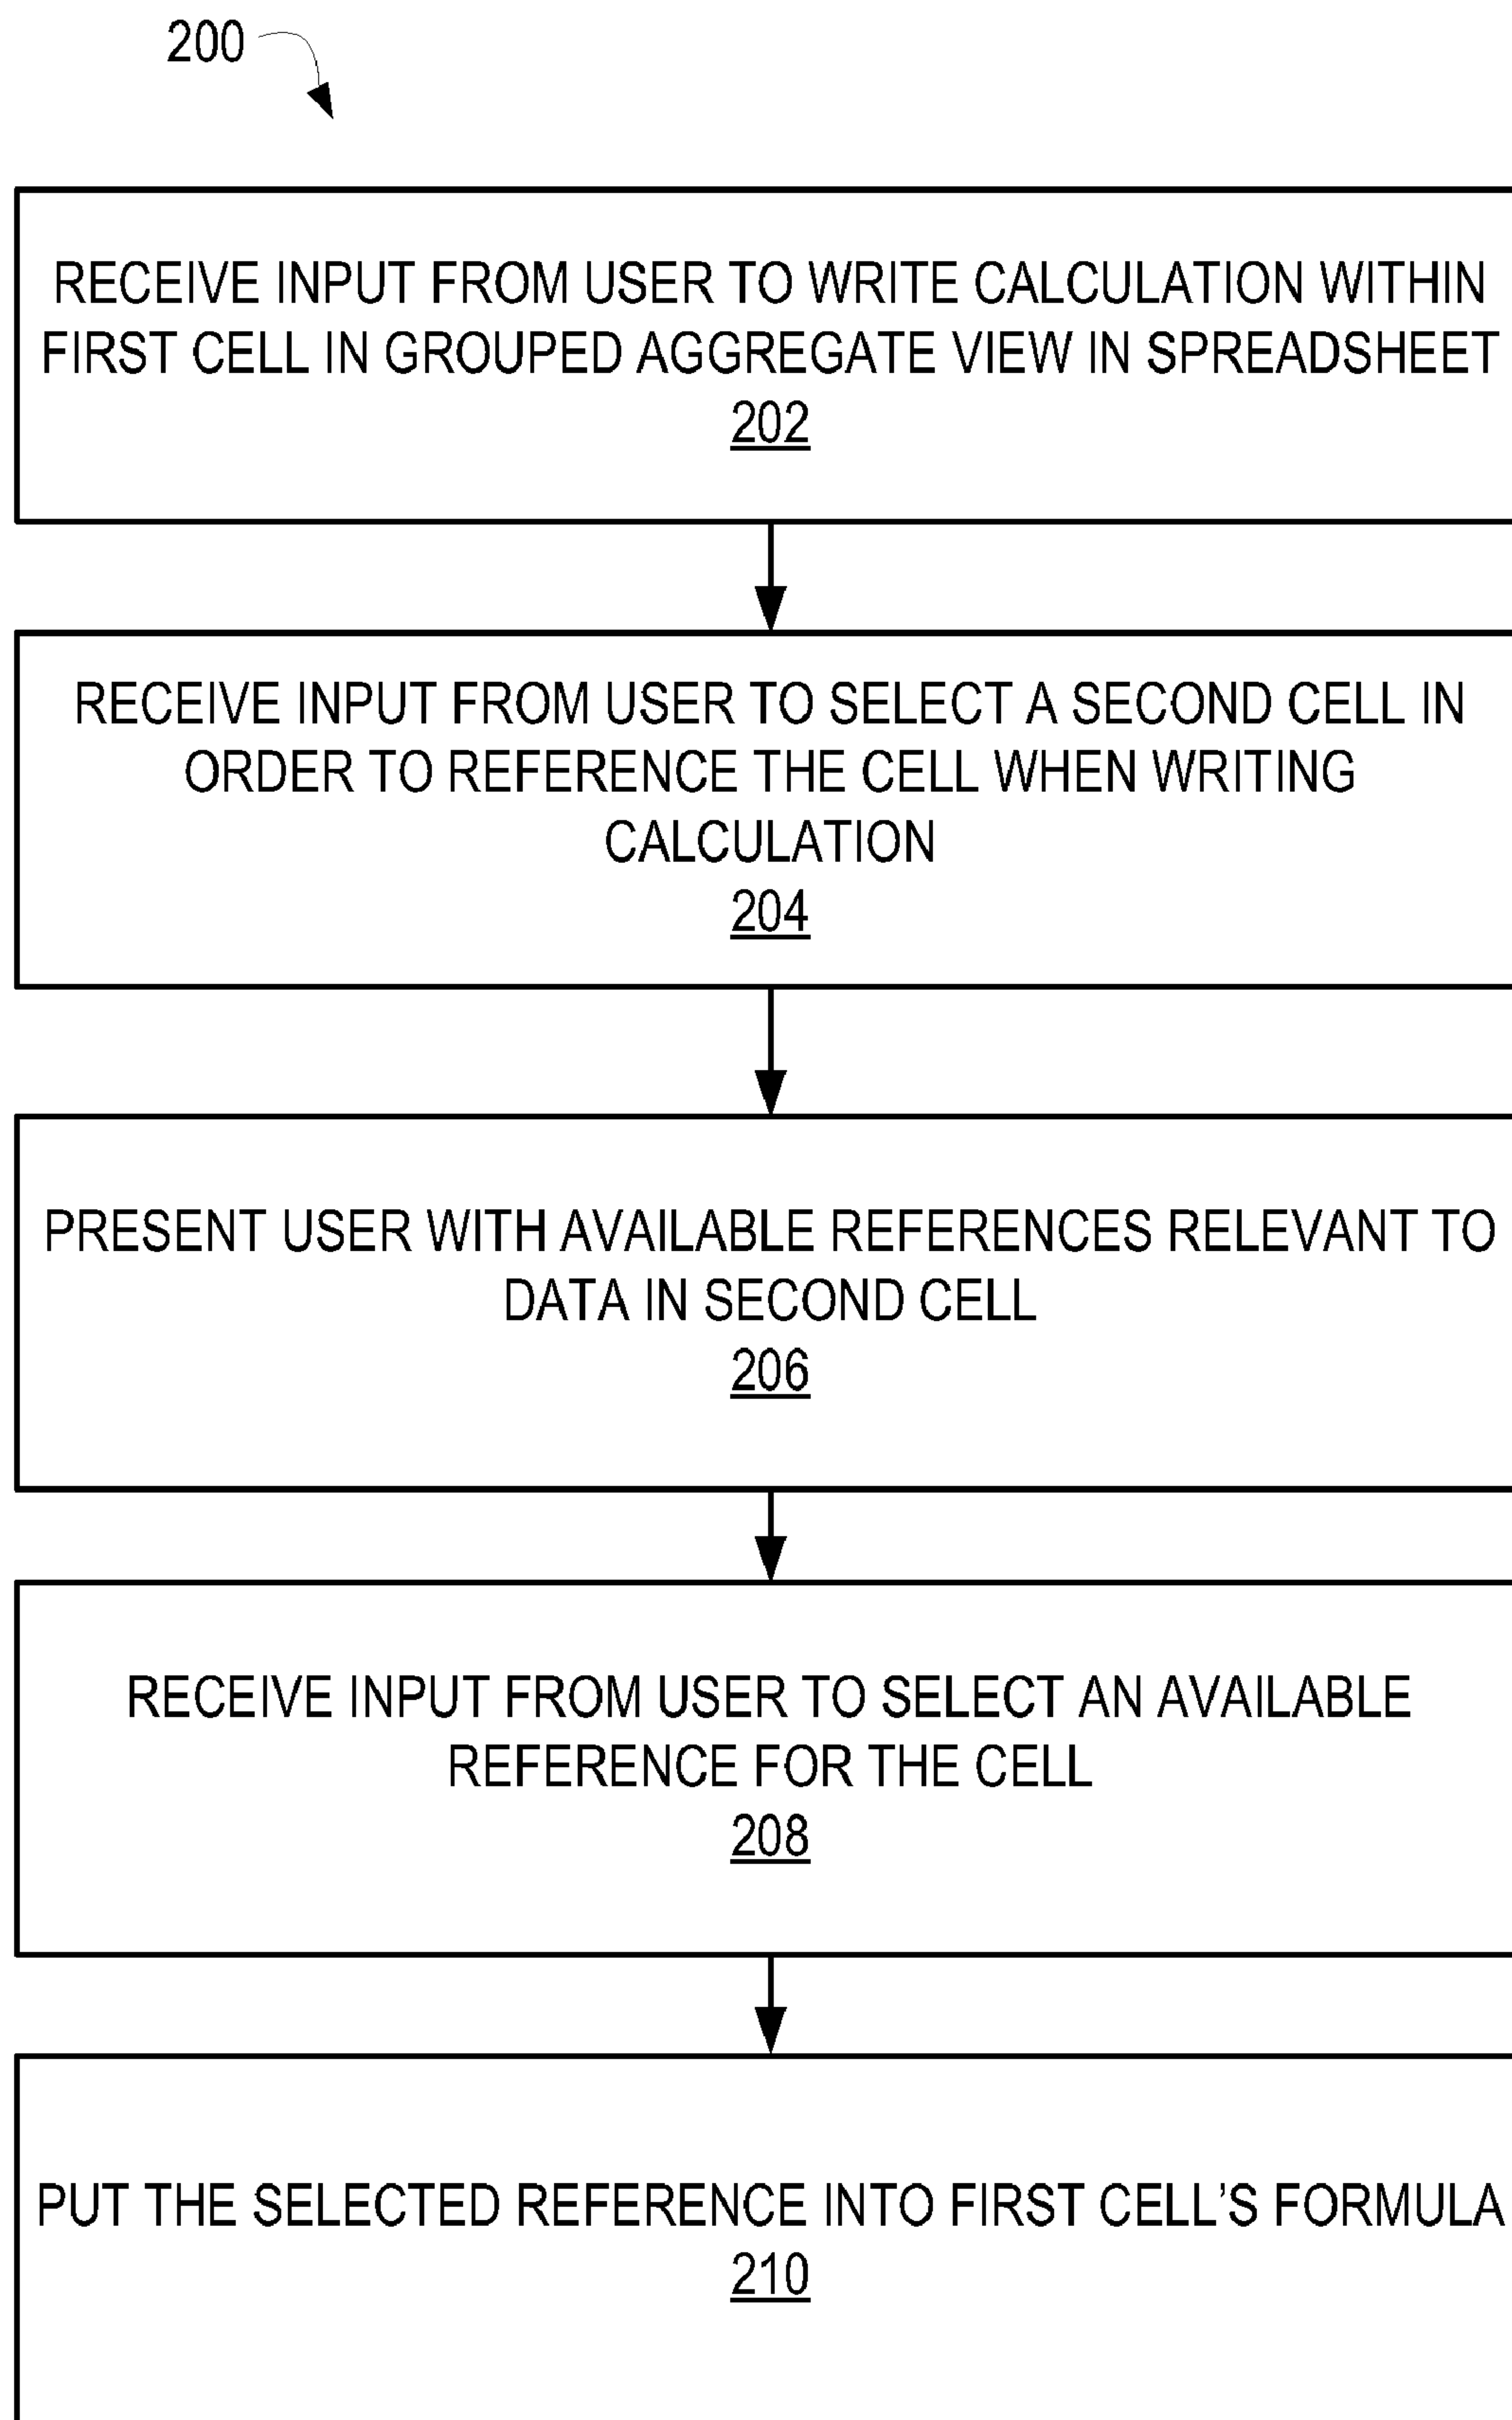 200
RECEIVE INPUT FROM USER TO WRITE CALCULATION WITHIN
FIRST CELL IN GROUPED AGGREGATE VIEW IN SPREADSHEET
202
RECEIVE INPUT FROM USER TO SELECT A SECOND CELL IN
ORDER TO REFERENCE THE CELL WHEN WRITING
CALCULATION
204
PRESENT USER WITH AVAILABLE REFERENCES RELEVANT TO
DATA IN SECOND CELL
206
RECEIVE INPUT FROM USER TO SELECT AN AVAILABLE
REFERENCE FOR THE CELL
208
PUT THE SELECTED REFERENCE INTO FIRST CELL'S FORMULA
210